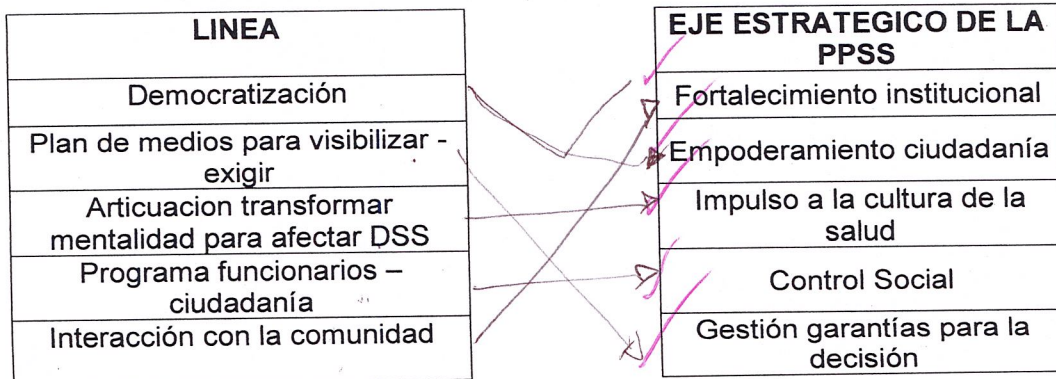 LINEA
Democratización
Plan de medios para visibilizar -
exigir
Articuacion transformar
mentalidad para afectar DSS
Programa funcionarios –
ciudadanía
Interacción con la comunidad
EJE ESTRATEGICO DE LA
PPSS
Fortalecimiento institucional
Empoderamiento ciudadanía
Impulso a la cultura de la
salud
Control Social
Gestión garantías para la
decisión